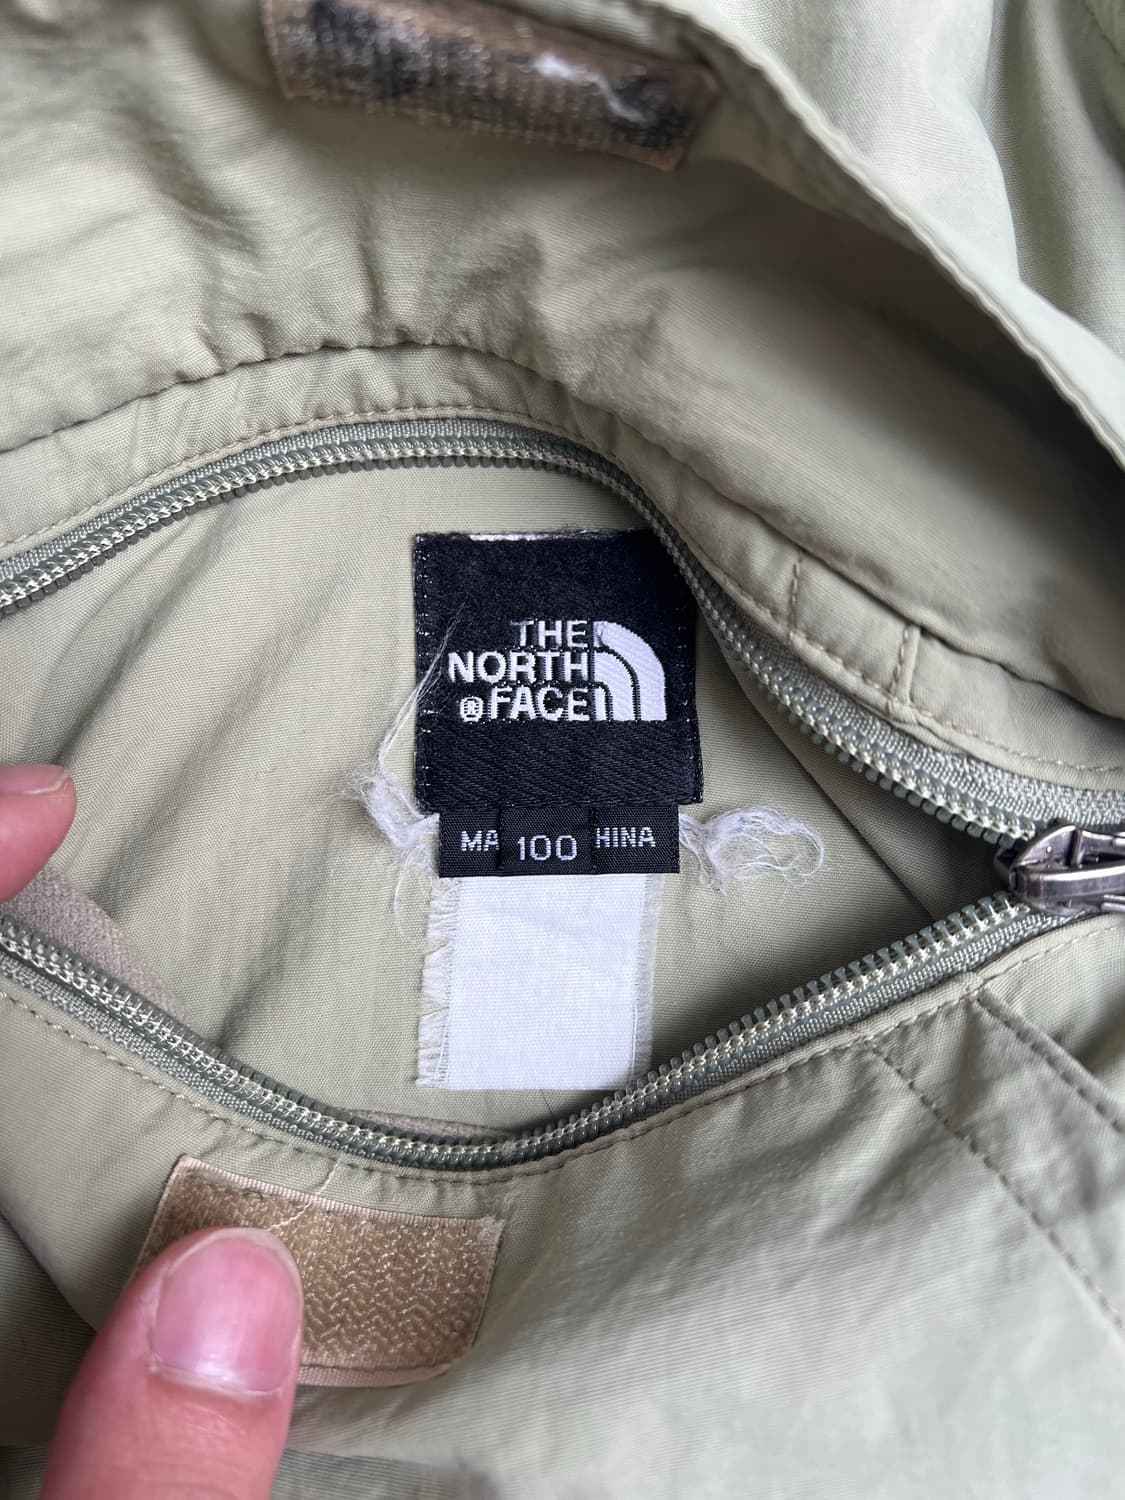 THE
NORTH
® FACE
MA 100 HINA